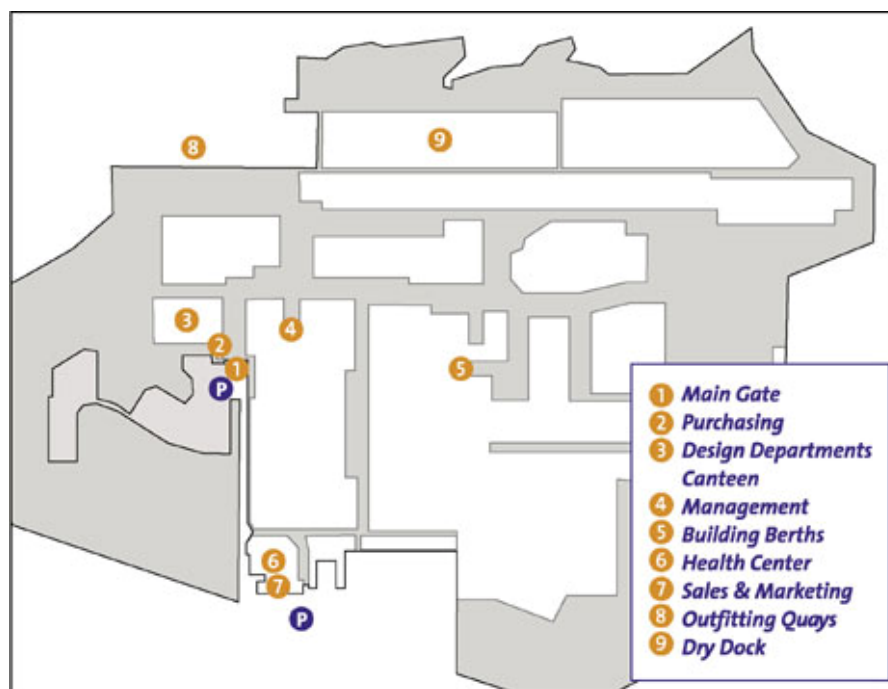 8
9
3
4
2
1
5
P
6
7
P
1 Main Gate
2 Purchasing
3 Design Departments
Canteen
4 Management
5 Building Berths
6 Health Center
7 Sales & Marketing
8 Outfitting Quays
9 Dry Dock